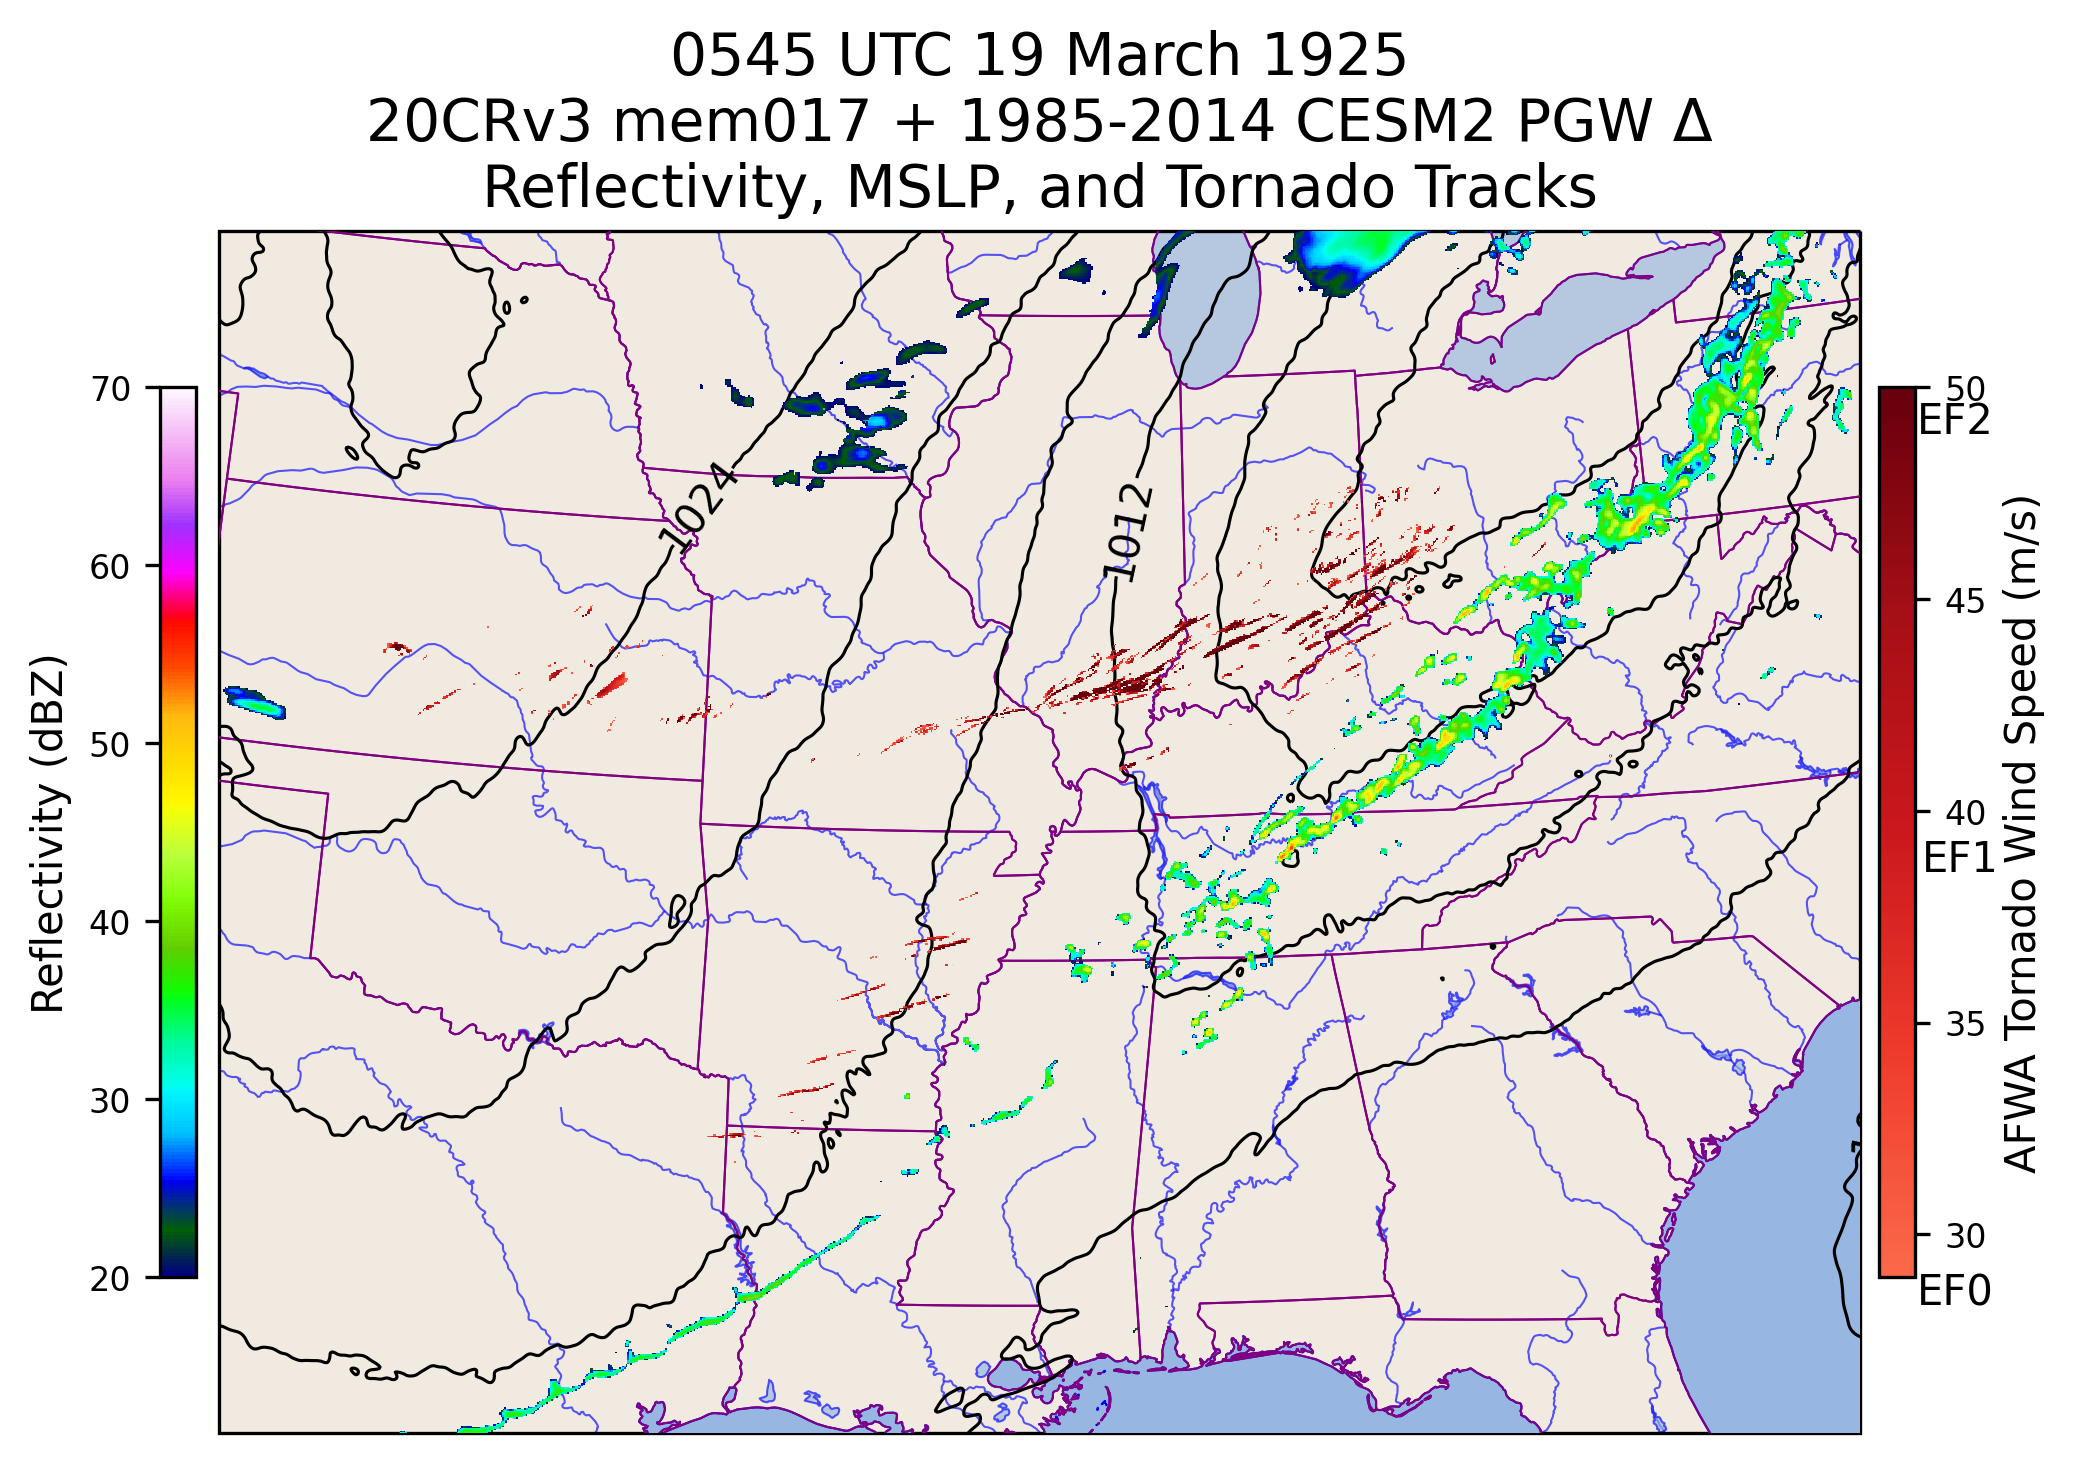 0545 UTC 19 March 1925
20CRv3 mem017 + 1985-2014 CESM2 PGW Δ
Reflectivity, MSLP, and Tornado Tracks
70
60
50
40
30
20
Reflectivity (dBZ)
1024
1012
50
EF2
45
40
EF1
35
30
EF0
AFWA Tornado Wind Speed (m/s)